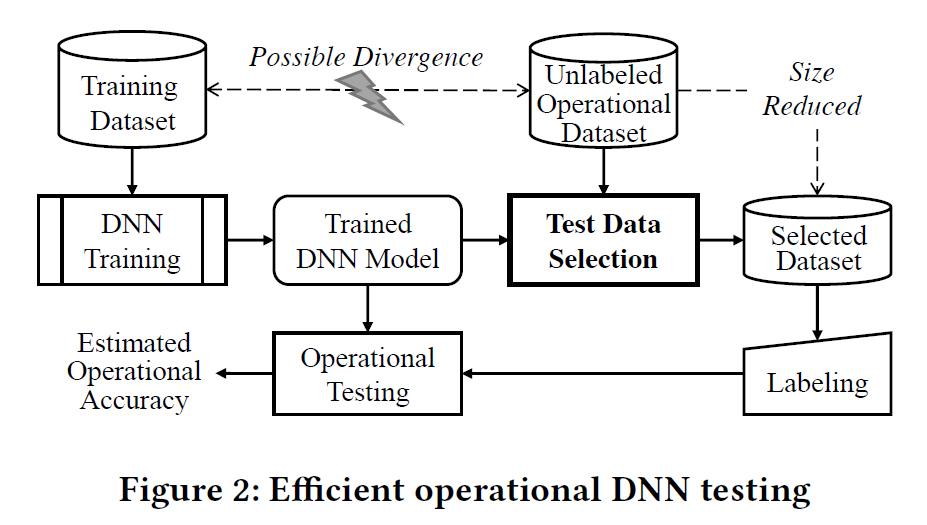 Training
Dataset
Possible Divergence
Unlabeled
Operational
Dataset
Size
Reduced
DNN
Training
Trained
DNN Model
Test Data
Selection
Selected
Dataset
Estimated
Operational
Accuracy
Operational
Testing
Labeling
Figure 2: Efficient operational DNN testing